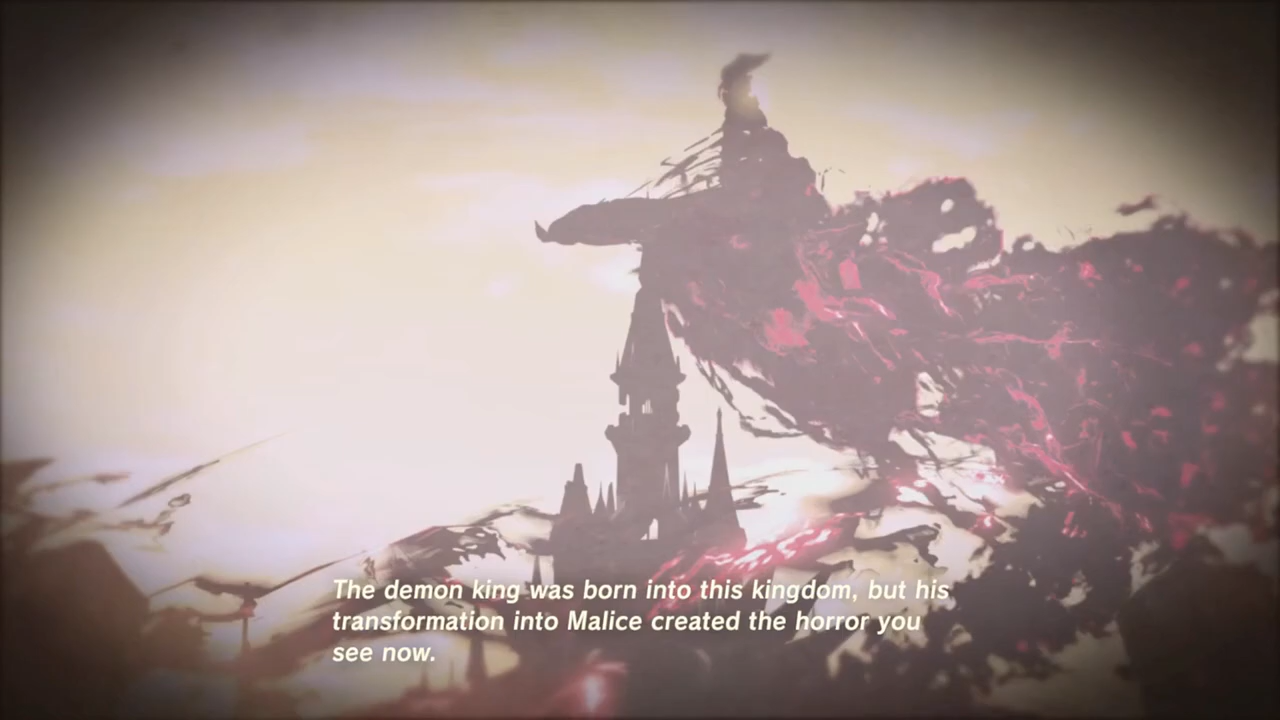 The demon king was born into this kingdom, but his
transformation into Malice created the horror you
see now.